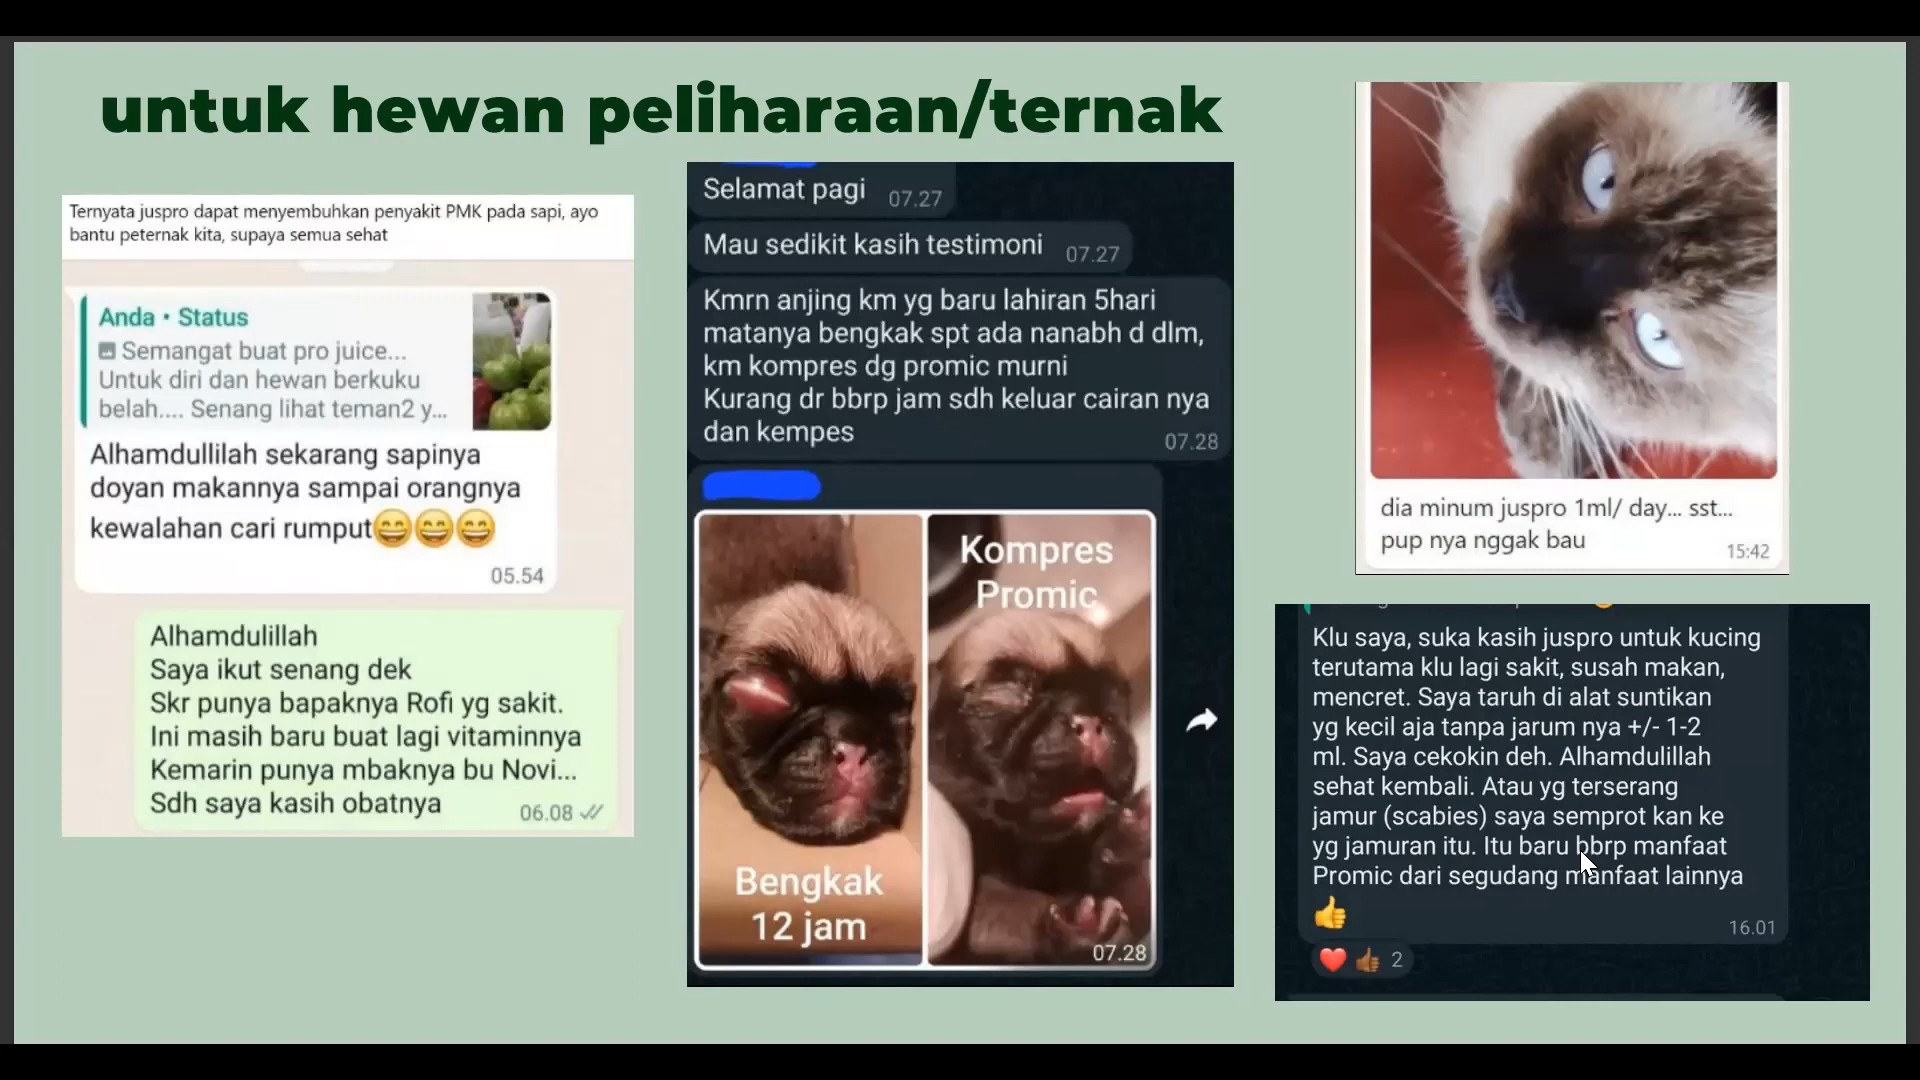 untuk hewan peliharaan/ternak
Ternyata juspro dapat menyembuhkan penyakit PMK pada sapi, ayo
bantu peternak kita, supaya semua sehat
Anda • Status
Semangat buat pro juice...
Untuk diri dan hewan berkuku
belah.... Senang lihat teman2 y...
Alhamdullilah sekarang sapinya
doyan makannya sampai orangnya
kewalahan cari rumput😄😄😄
05.54
Alhamdulillah
Saya ikut senang dek
Skr punya bapaknya Rofi yg sakit.
Ini masih baru buat lagi vitaminnya
Kemarin punya mbaknya bu Novi...
Sdh saya kasih obatnya
06.08
Selamat pagi 07.27
Mau sedikit kasih testimoni 07.27
Kmrn anjing km yg baru lahiran 5hari
matanya bengkak spt ada nanabh d dlm,
km kompres dg promic murni
Kurang dr bbrp jam sdh keluar cairan nya
dan kempes
07.28
Bengkak
12 jam
Kompres
Promic
07.28
dia minum juspro 1ml/ day... sst...
pup nya nggak bau
15:42
Klu saya, suka kasih juspro untuk kucing
terutama klu lagi sakit, susah makan,
mencret. Saya taruh di alat suntikan
yg kecil aja tanpa jarum nya +/- 1-2
ml. Saya cekokin deh. Alhamdulillah
sehat kembali. Atau yg terserang
jamur (scabies) saya semprot kan ke
yg jamuran itu. Itu baru bbrp manfaat
Promic dari segudang manfaat lainnya
👍
16.01
❤️👍 2